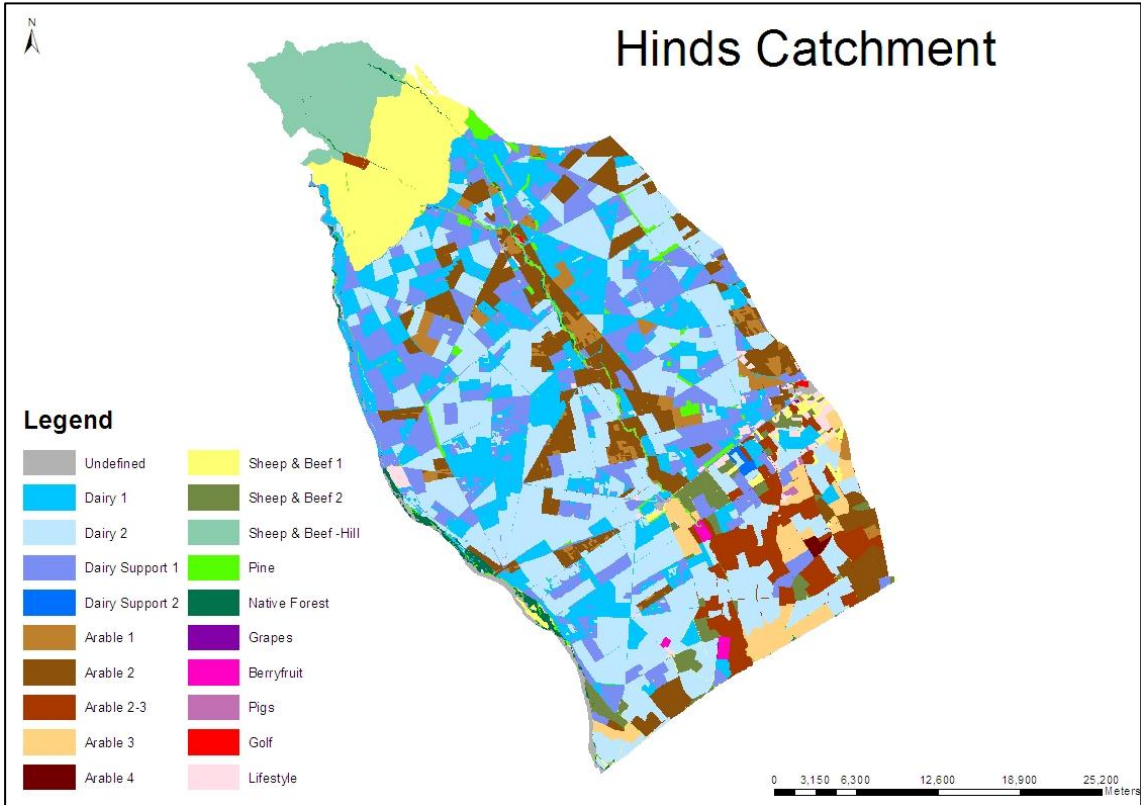 N
Hinds Catchment
Legend
Undefined
Dairy 1
Dairy 2
Dairy Support 1
Dairy Support 2
Arable 1
Arable 2
Arable 2-3
Arable 3
Arable 4
Sheep & Beef 1
Sheep & Beef 2
Sheep & Beef -Hill
Pine
Native Forest
Grapes
Berryfruit
Pigs
Golf
Lifestyle
0 3,150 6,300 12,600 18,900 25,200
Meters